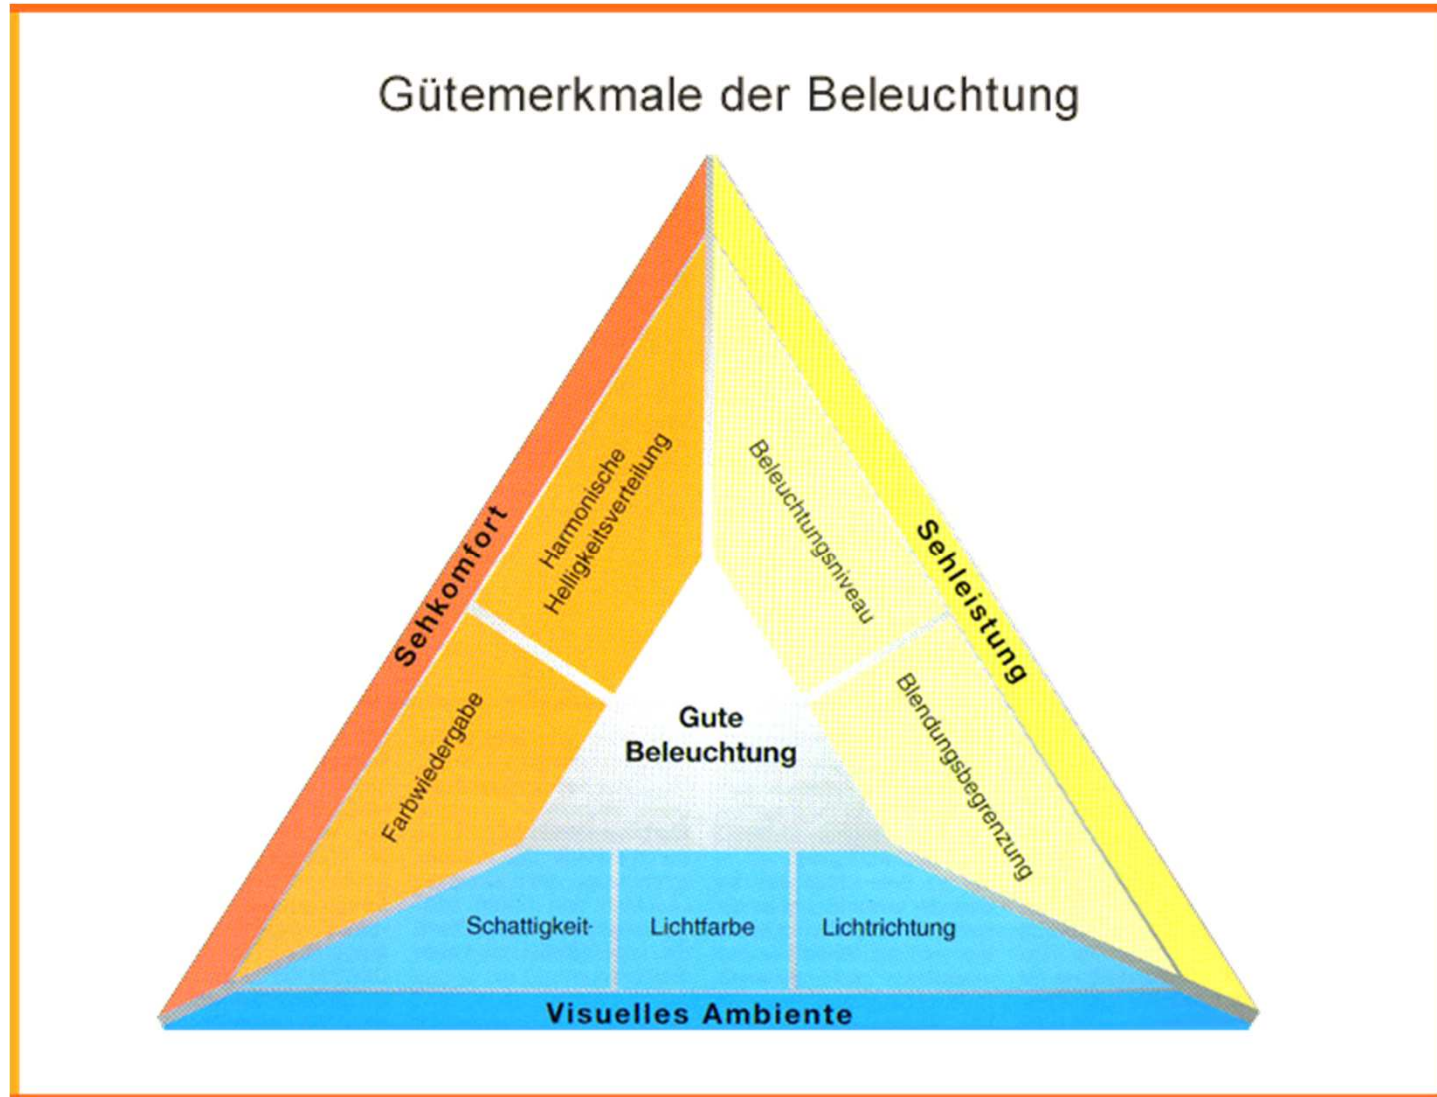 Gütemerkmale der Beleuchtung
Sehkomfort
Harmonische
Helligkeitsverteilung
Farbwiedergabe
Beleuchtungsniveau
Sehleistung
Blendungsbegrenzung
Gute
Beleuchtung
Schattigkeit-
Lichtfarbe
Lichtrichtung
Visuelles Ambiente